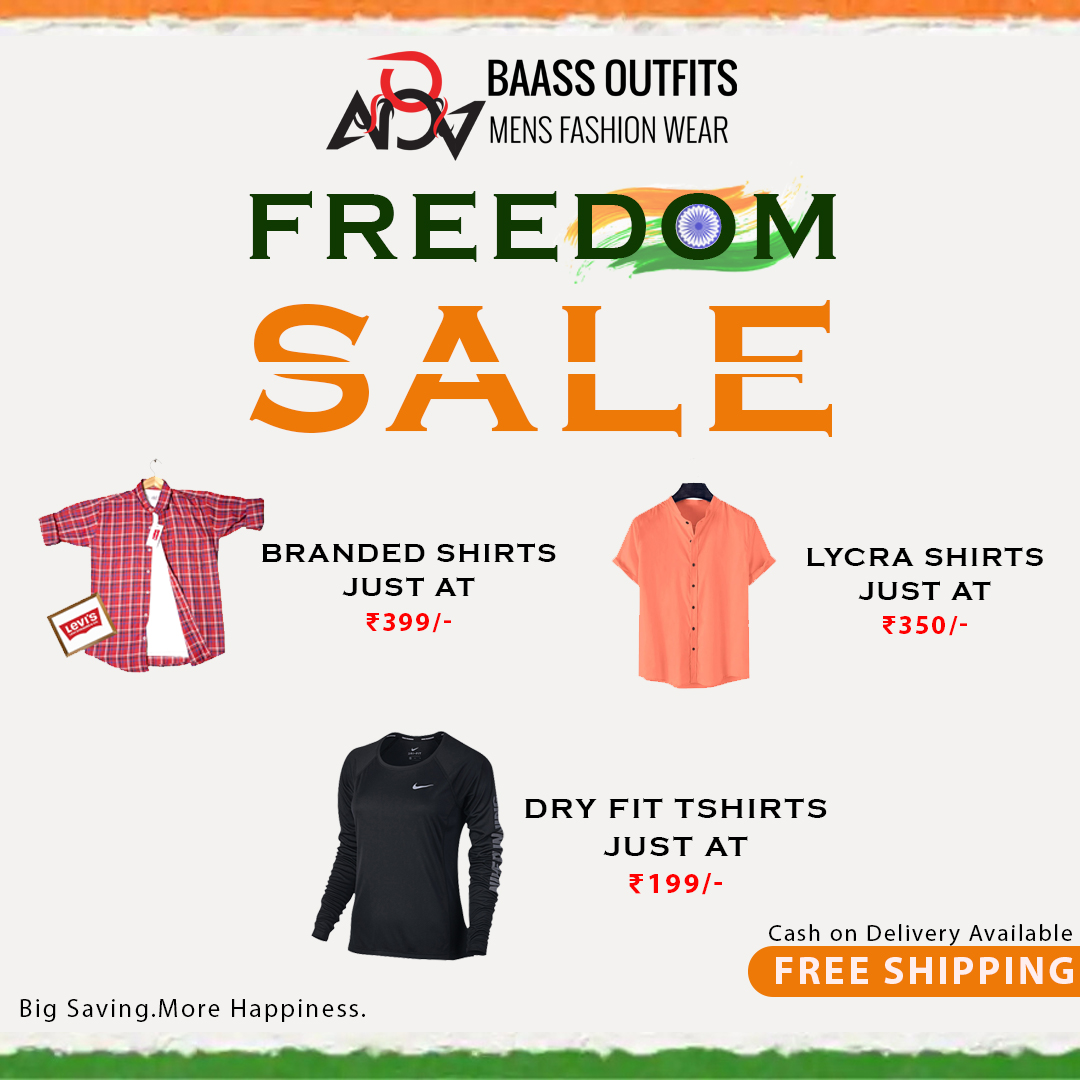 BAASS OUTFITS
MENS FASHION WEAR
FREEDOM
SALE
BRANDED SHIRTS
JUST AT
₹399/-
Levi's
LYCRA SHIRTS
JUST AT
₹350/-
DRY FIT TSHIRTS
JUST AT
₹199/-
Cash on Delivery Available
FREE SHIPPING
Big Saving.More Happiness.